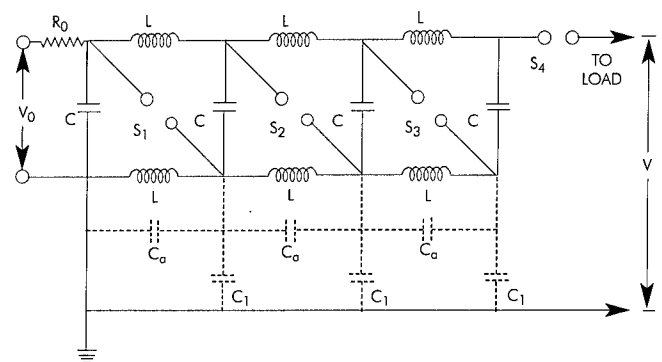 R0 L L L
S4 TO
LOAD
V0 C S1 C S2 C S3 C V
L L L
Ca Ca Ca
C1 C1 C1